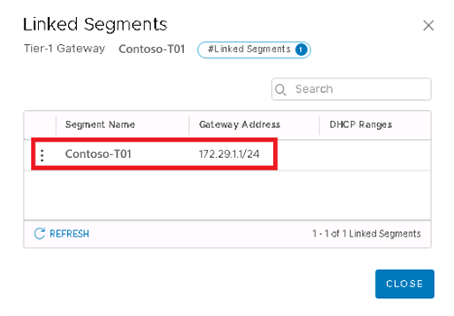 Linked Segments
Tier-1 Gateway Contoso-T01 #Linked Segments 1
Search
Segment Name Gateway Address DHCP Ranges
Contoso-T01 172.29.1.1/24
REFRESH 1 - 1 of 1 Linked Segments
CLOSE